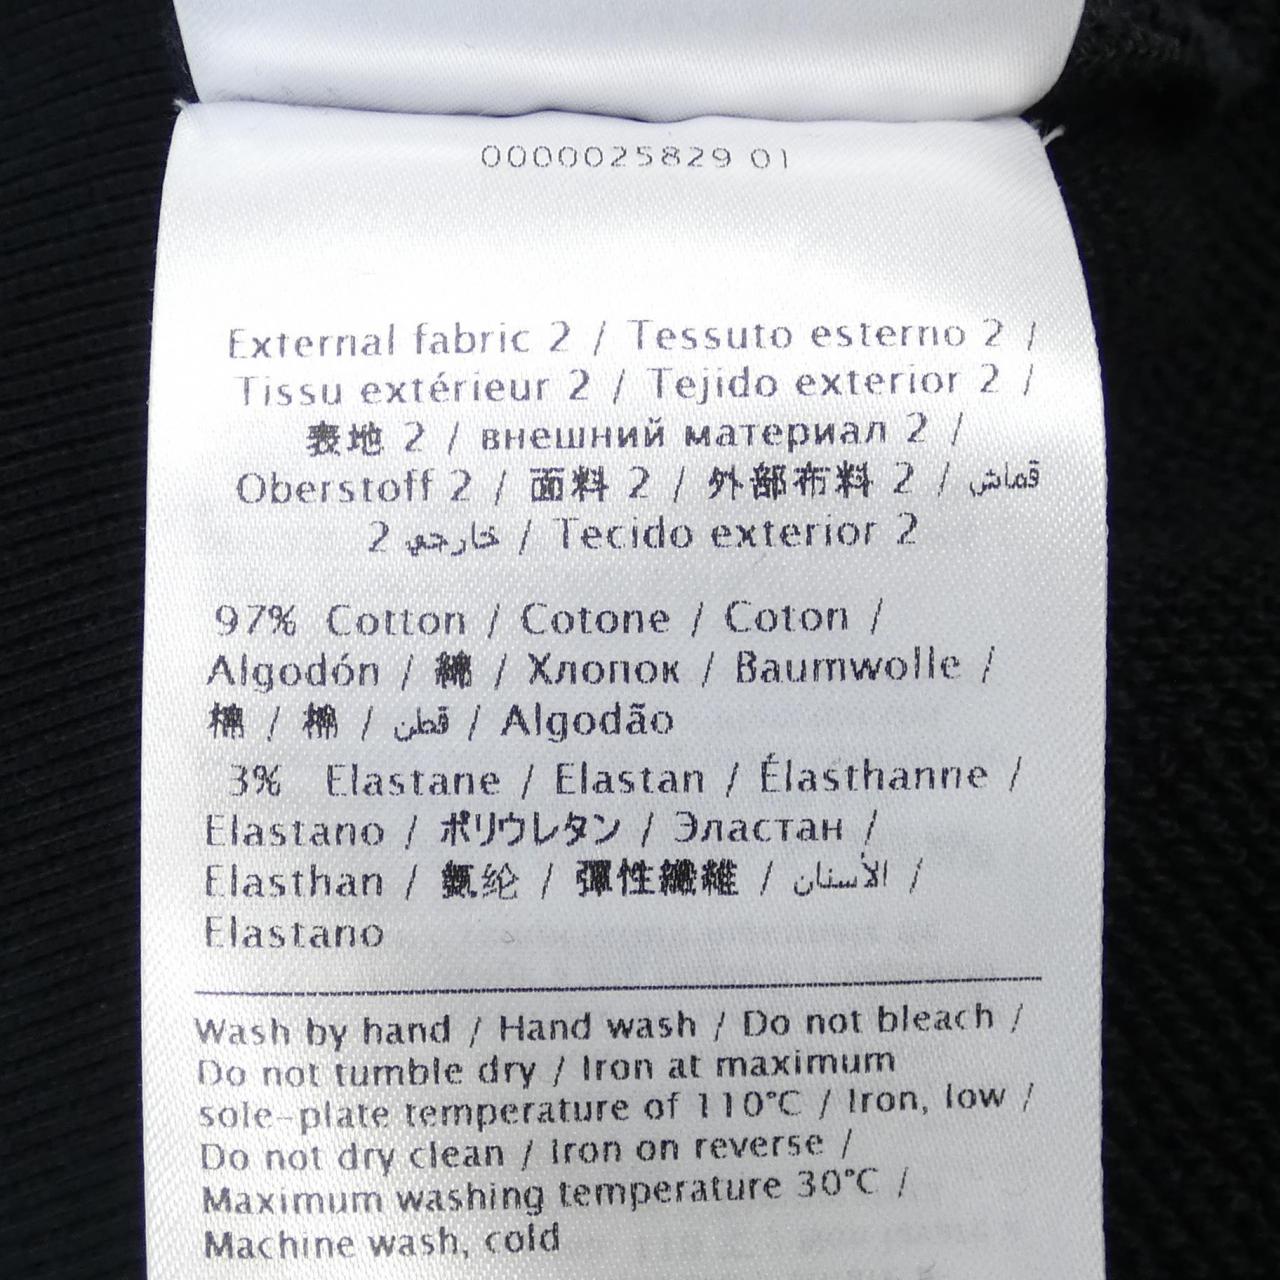 0000025829 01
External fabric 2 / Tessuto esterno 2 /
Tissu extérieur 2 / Tejido exterior 2 /
表地 2 / внешний материал 2 /
Oberstoff 2 / 面料 2 / 外部布料 2 / قماش
خارجي 2 / Tecido exterior 2
97% Cotton / Cotone / Coton /
Algodón / 綿 / Хлопок / Baumwolle /
棉 / 棉 / قطن / Algodão
3% Elastane / Elastan / Élasthanne /
Elastano / ポリウレタン / Эластан /
Elasthan / 氨纶 / 彈性纖維 / الأستان /
Elastano
Wash by hand / Hand wash / Do not bleach /
Do not tumble dry / Iron at maximum
sole-plate temperature of 110°C / Iron, low /
Do not dry clean / Iron on reverse /
Maximum washing temperature 30°C /
Machine wash, cold